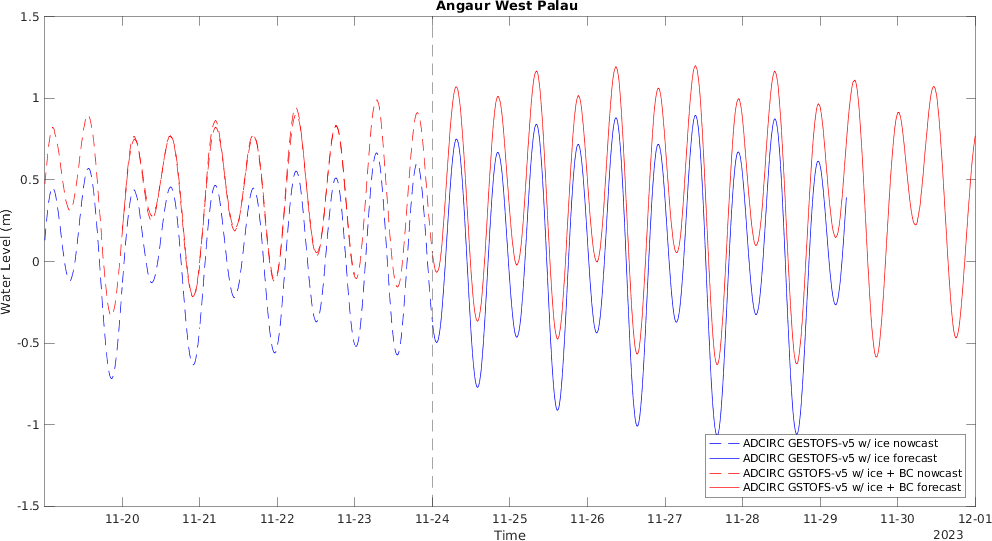 Angaur West Palau
1.5
1
0.5
0
-0.5
-1
-1.5
Water Level (m)
ADCIRC GESTOFS-v5 w/ ice nowcast
ADCIRC GESTOFS-v5 w/ ice forecast
ADCIRC GSTOFS-v5 w/ ice + BC nowcast
ADCIRC GSTOFS-v5 w/ ice + BC forecast
11-20 11-21 11-22 11-23 11-24 11-25 11-26 11-27 11-28 11-29 11-30 12-01
Time
2023